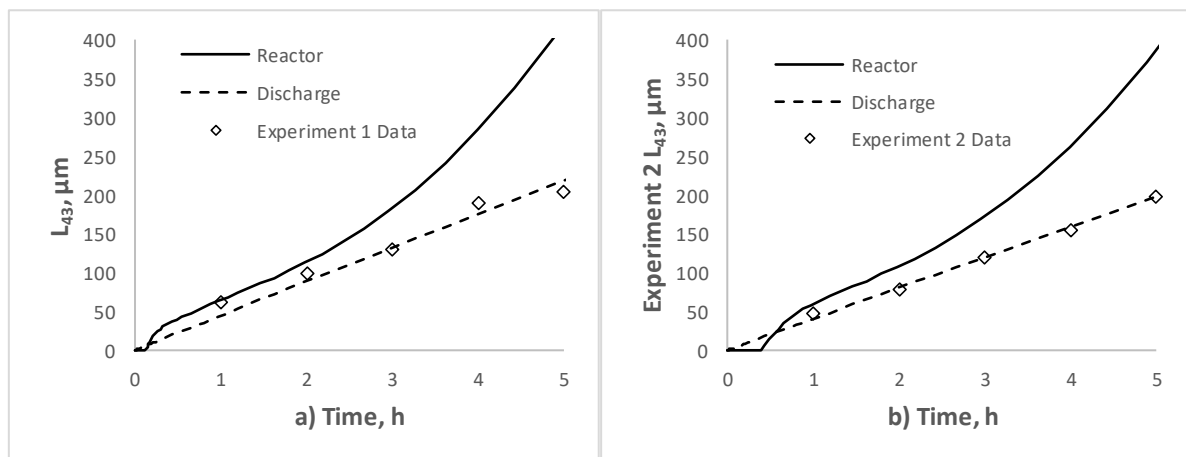 400
350
300
250
200
150
100
50
0
L43, µm
Reactor
Discharge
Experiment 1 Data
0 1 2 3 4 5
a) Time, h
400
350
300
250
200
150
100
50
0
Experiment 2 L43, µm
Reactor
Discharge
Experiment 2 Data
0 1 2 3 4 5
b) Time, h